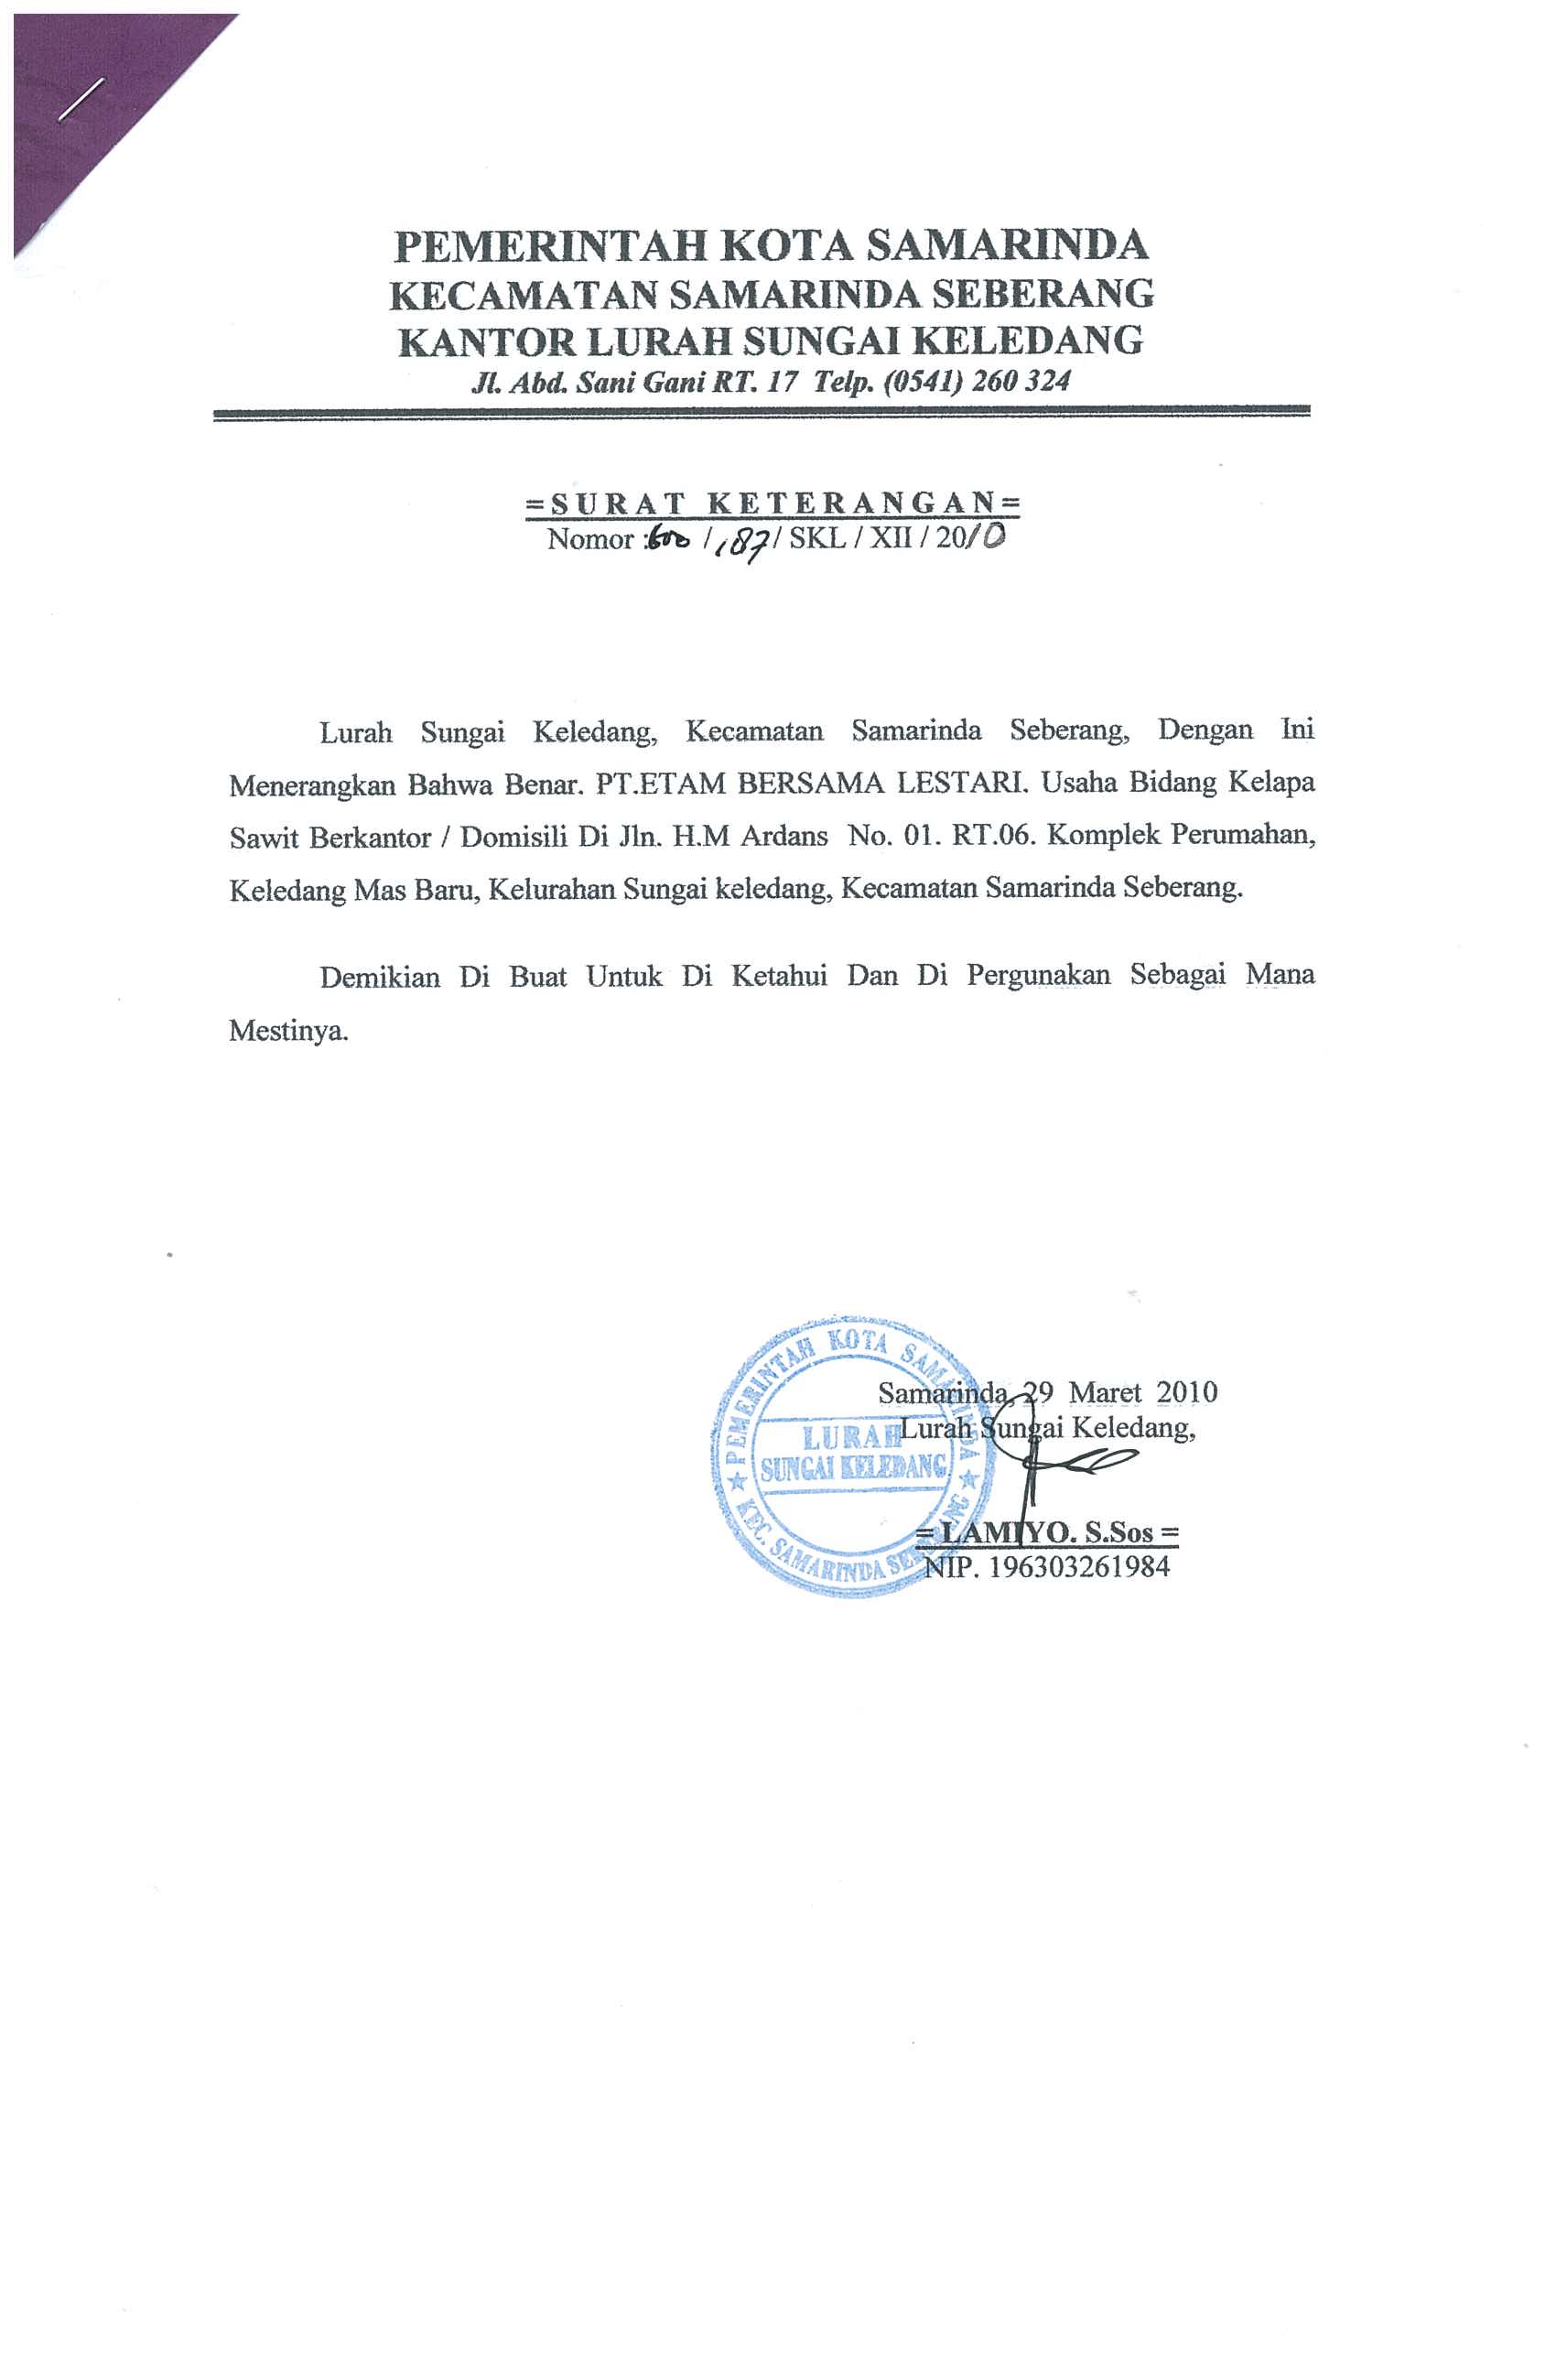 PEMERINTAH KOTA SAMARINDA
KECAMATAN SAMARINDA SEBERANG
KANTOR LURAH SUNGAI KELEDANG
Jl. Abd. Sani Gani RT. 17 Telp. (0541) 260 324
=SURAT KETERANGAN=
Nomor : 600 / 187 / SKL / XII / 2010
Lurah Sungai Keledang, Kecamatan Samarinda Seberang, Dengan Ini
Menerangkan Bahwa Benar. PT.ETAM BERSAMA LESTARI. Usaha Bidang Kelapa
Sawit Berkantor / Domisili Di Jln. H.M Ardans No. 01. RT.06. Komplek Perumahan,
Keledang Mas Baru, Kelurahan Sungai keledang, Kecamatan Samarinda Seberang.
Demikian Di Buat Untuk Di Ketahui Dan Di Pergunakan Sebagai Mana
Mestinya.
Samarinda, 29 Maret 2010
Lurah Sungai Keledang,
PEMERINTAH KOTA SAMARINDA
LURAH
SUNGAI KELEDANG
KEC. SAMARINDA SEBERANG
= LAMIYO. S.Sos =
NIP. 196303261984